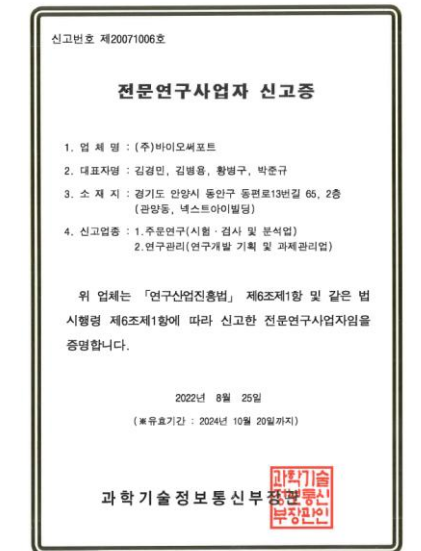 신고번호 제20071006호
전문연구사업자 신고증
1. 업 체 명 : (주)바이오써포트
2. 대표자명 : 김경민, 김병용, 황병구, 박준규
3. 소 재 지 : 경기도 안양시 동안구 동편로13번길 65, 2층
(관양동, 넥스트아이빌딩)
4. 신고업종 : 1.주문연구(시험·검사 및 분석업)
2.연구관리(연구개발 기획 및 과제관리업)
위 업체는 「연구산업진흥법」 제6조제1항 및 같은 법
시행령 제6조제1항에 따라 신고한 전문연구사업자임을
증명합니다.
2022년 8월 25일
(※유효기간 : 2024년 10월 20일까지)
과학기술정보통신부장관
과학기술
정보통신
부장관인